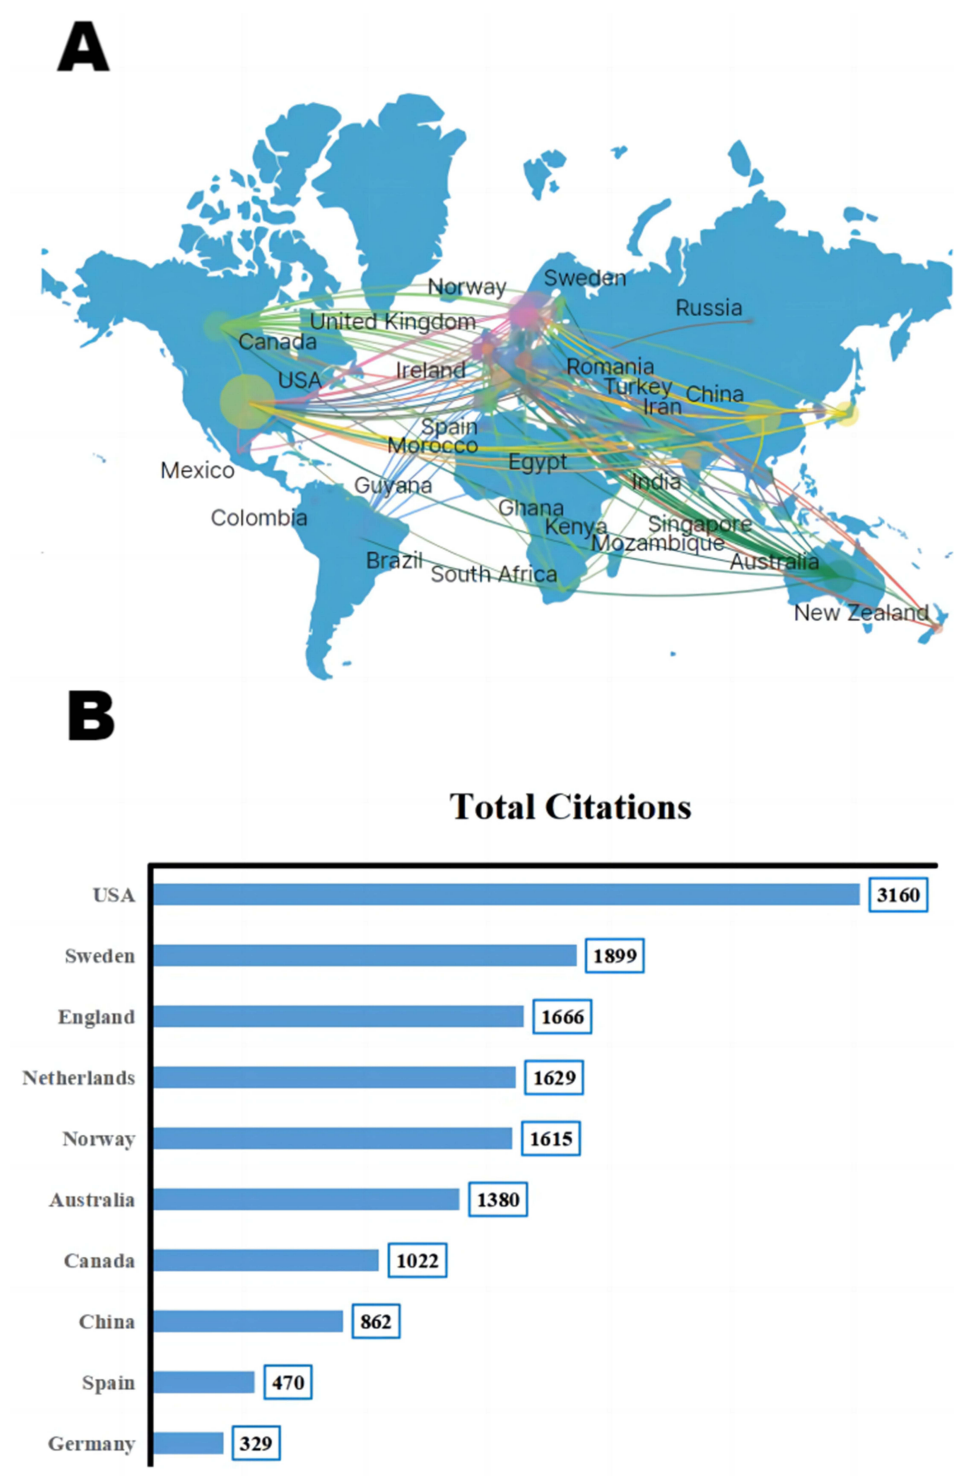 A
Norway
Sweden
Russia
United Kingdom
Canada
Ireland
Romania
USA
Turkey
China
Iran
Spain
Morocco
Egypt
Mexico
India
Guyana
Ghana
Colombia
Kenya
Singapore
Mozambique
Brazil
South Africa
Australia
New Zealand
B
Total Citations
USA 3160
Sweden 1899
England 1666
Netherlands 1629
Norway 1615
Australia 1380
Canada 1022
China 862
Spain 470
Germany 329